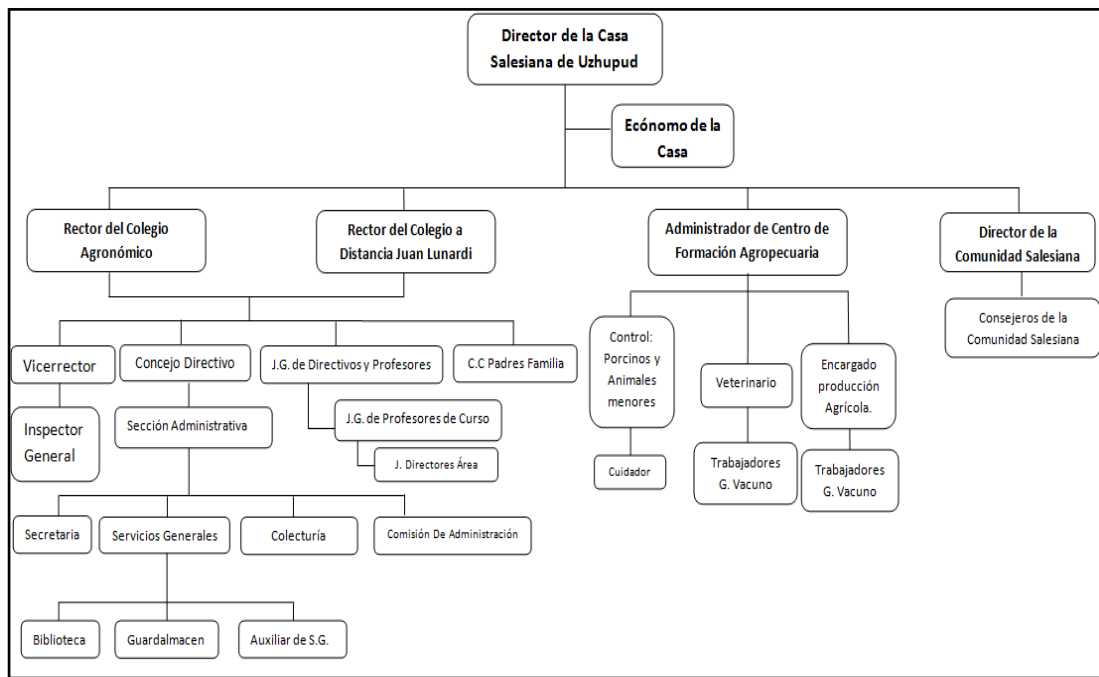 Director de la Casa
Salesiana de Uzhupud
Ecónomo de la
Casa
Rector del Colegio
Agronómico
Rector del Colegio a
Distancia Juan Lunardi
Administrador de Centro de
Formación Agropecuaria
Director de la
Comunidad Salesiana
Consejeros de la
Comunidad Salesiana
Vicerrector
Concejo Directivo
J.G. de Directivos y Profesores
C.C Padres Familia
Control:
Porcinos y
Animales
menores
Veterinario
Encargado
producción
Agrícola.
Inspector
General
Sección Administrativa
J.G. de Profesores de Curso
J. Directores Área
Cuidador
Trabajadores
G. Vacuno
Trabajadores
G. Vacuno
Secretaria
Servicios Generales
Colecturía
Comisión De Administración
Biblioteca
Guardalmacen
Auxiliar de S.G.